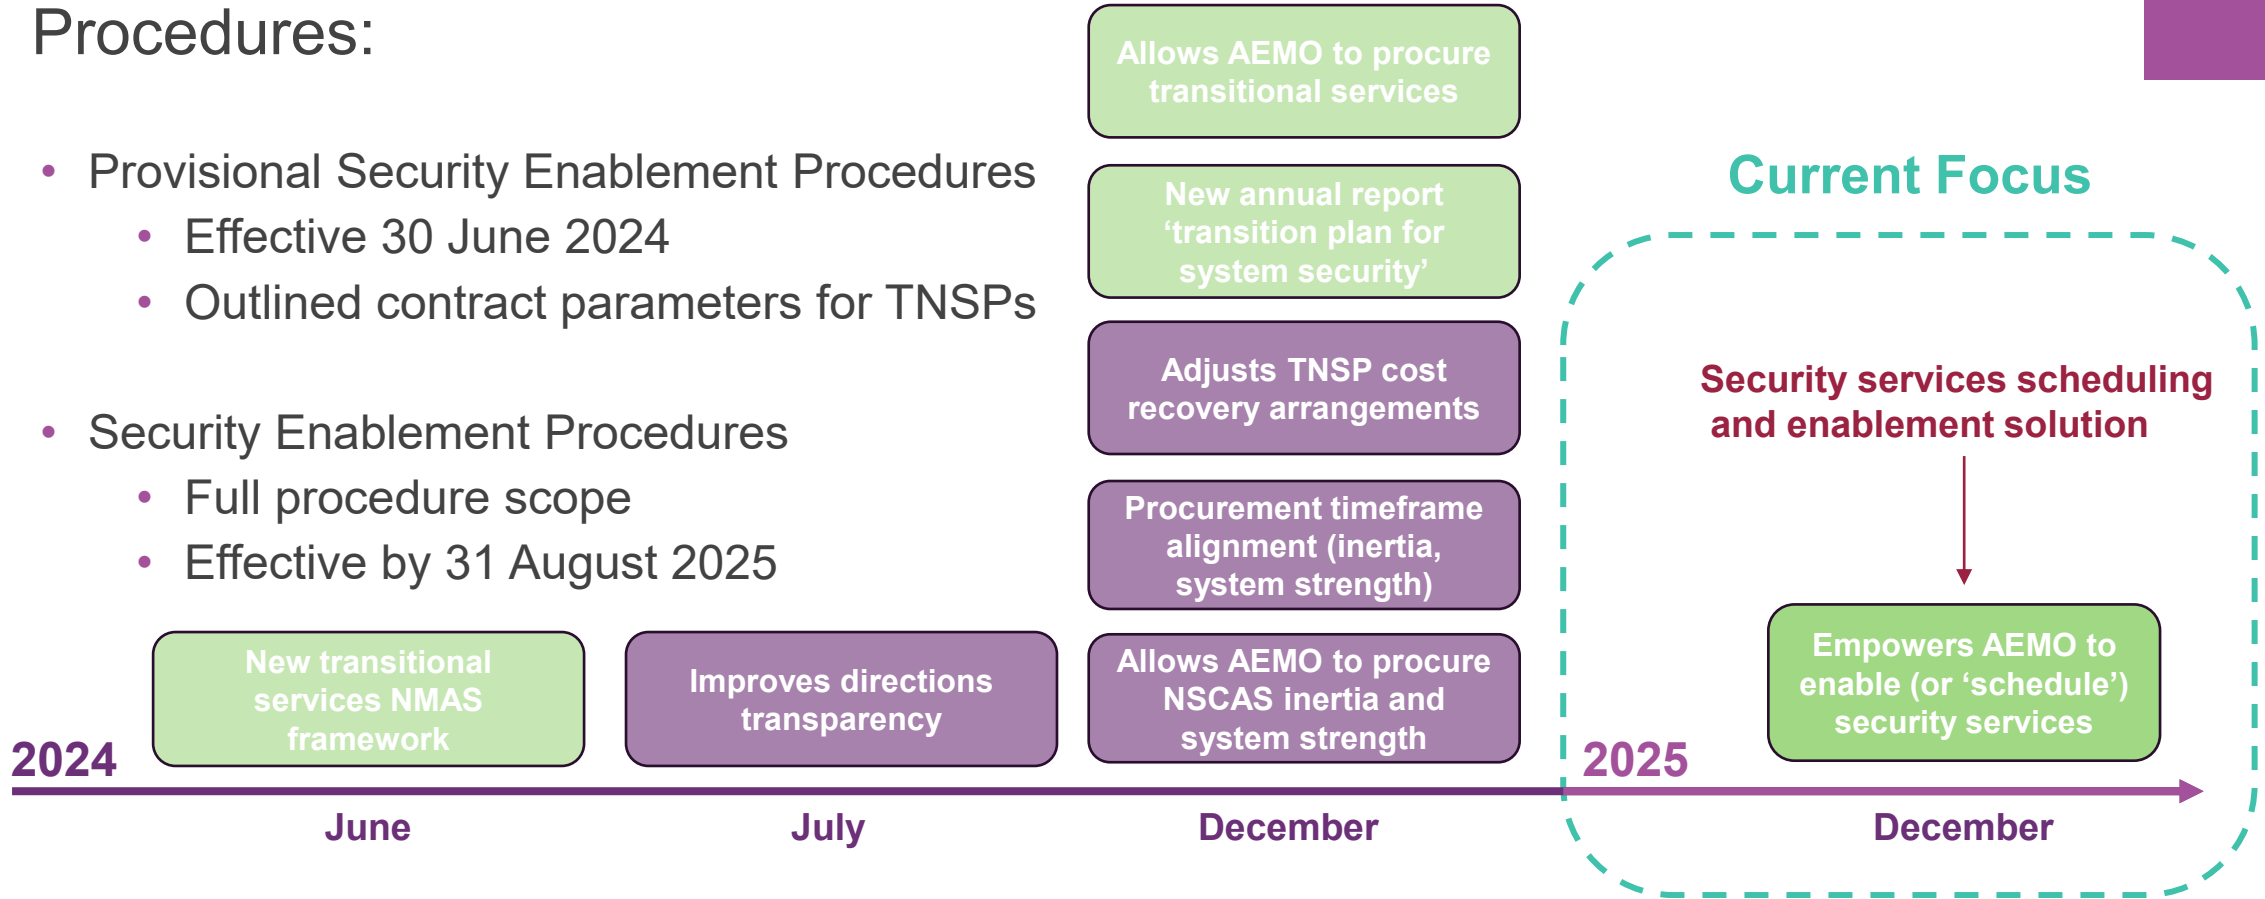 Procedures:
• Provisional Security Enablement Procedures
• Effective 30 June 2024
• Outlined contract parameters for TNSPs
• Security Enablement Procedures
• Full procedure scope
• Effective by 31 August 2025
Allows AEMO to procure
transitional services
New annual report
‘transition plan for
system security’
Adjusts TNSP cost
recovery arrangements
Procurement timeframe
alignment (inertia,
system strength)
Allows AEMO to procure
NSCAS inertia and
system strength
New transitional
services NMAS
framework
Improves directions
transparency
Current Focus
Security services scheduling
and enablement solution
Empowers AEMO to
enable (or ‘schedule’)
security services
2024
2025
June
July
December
December